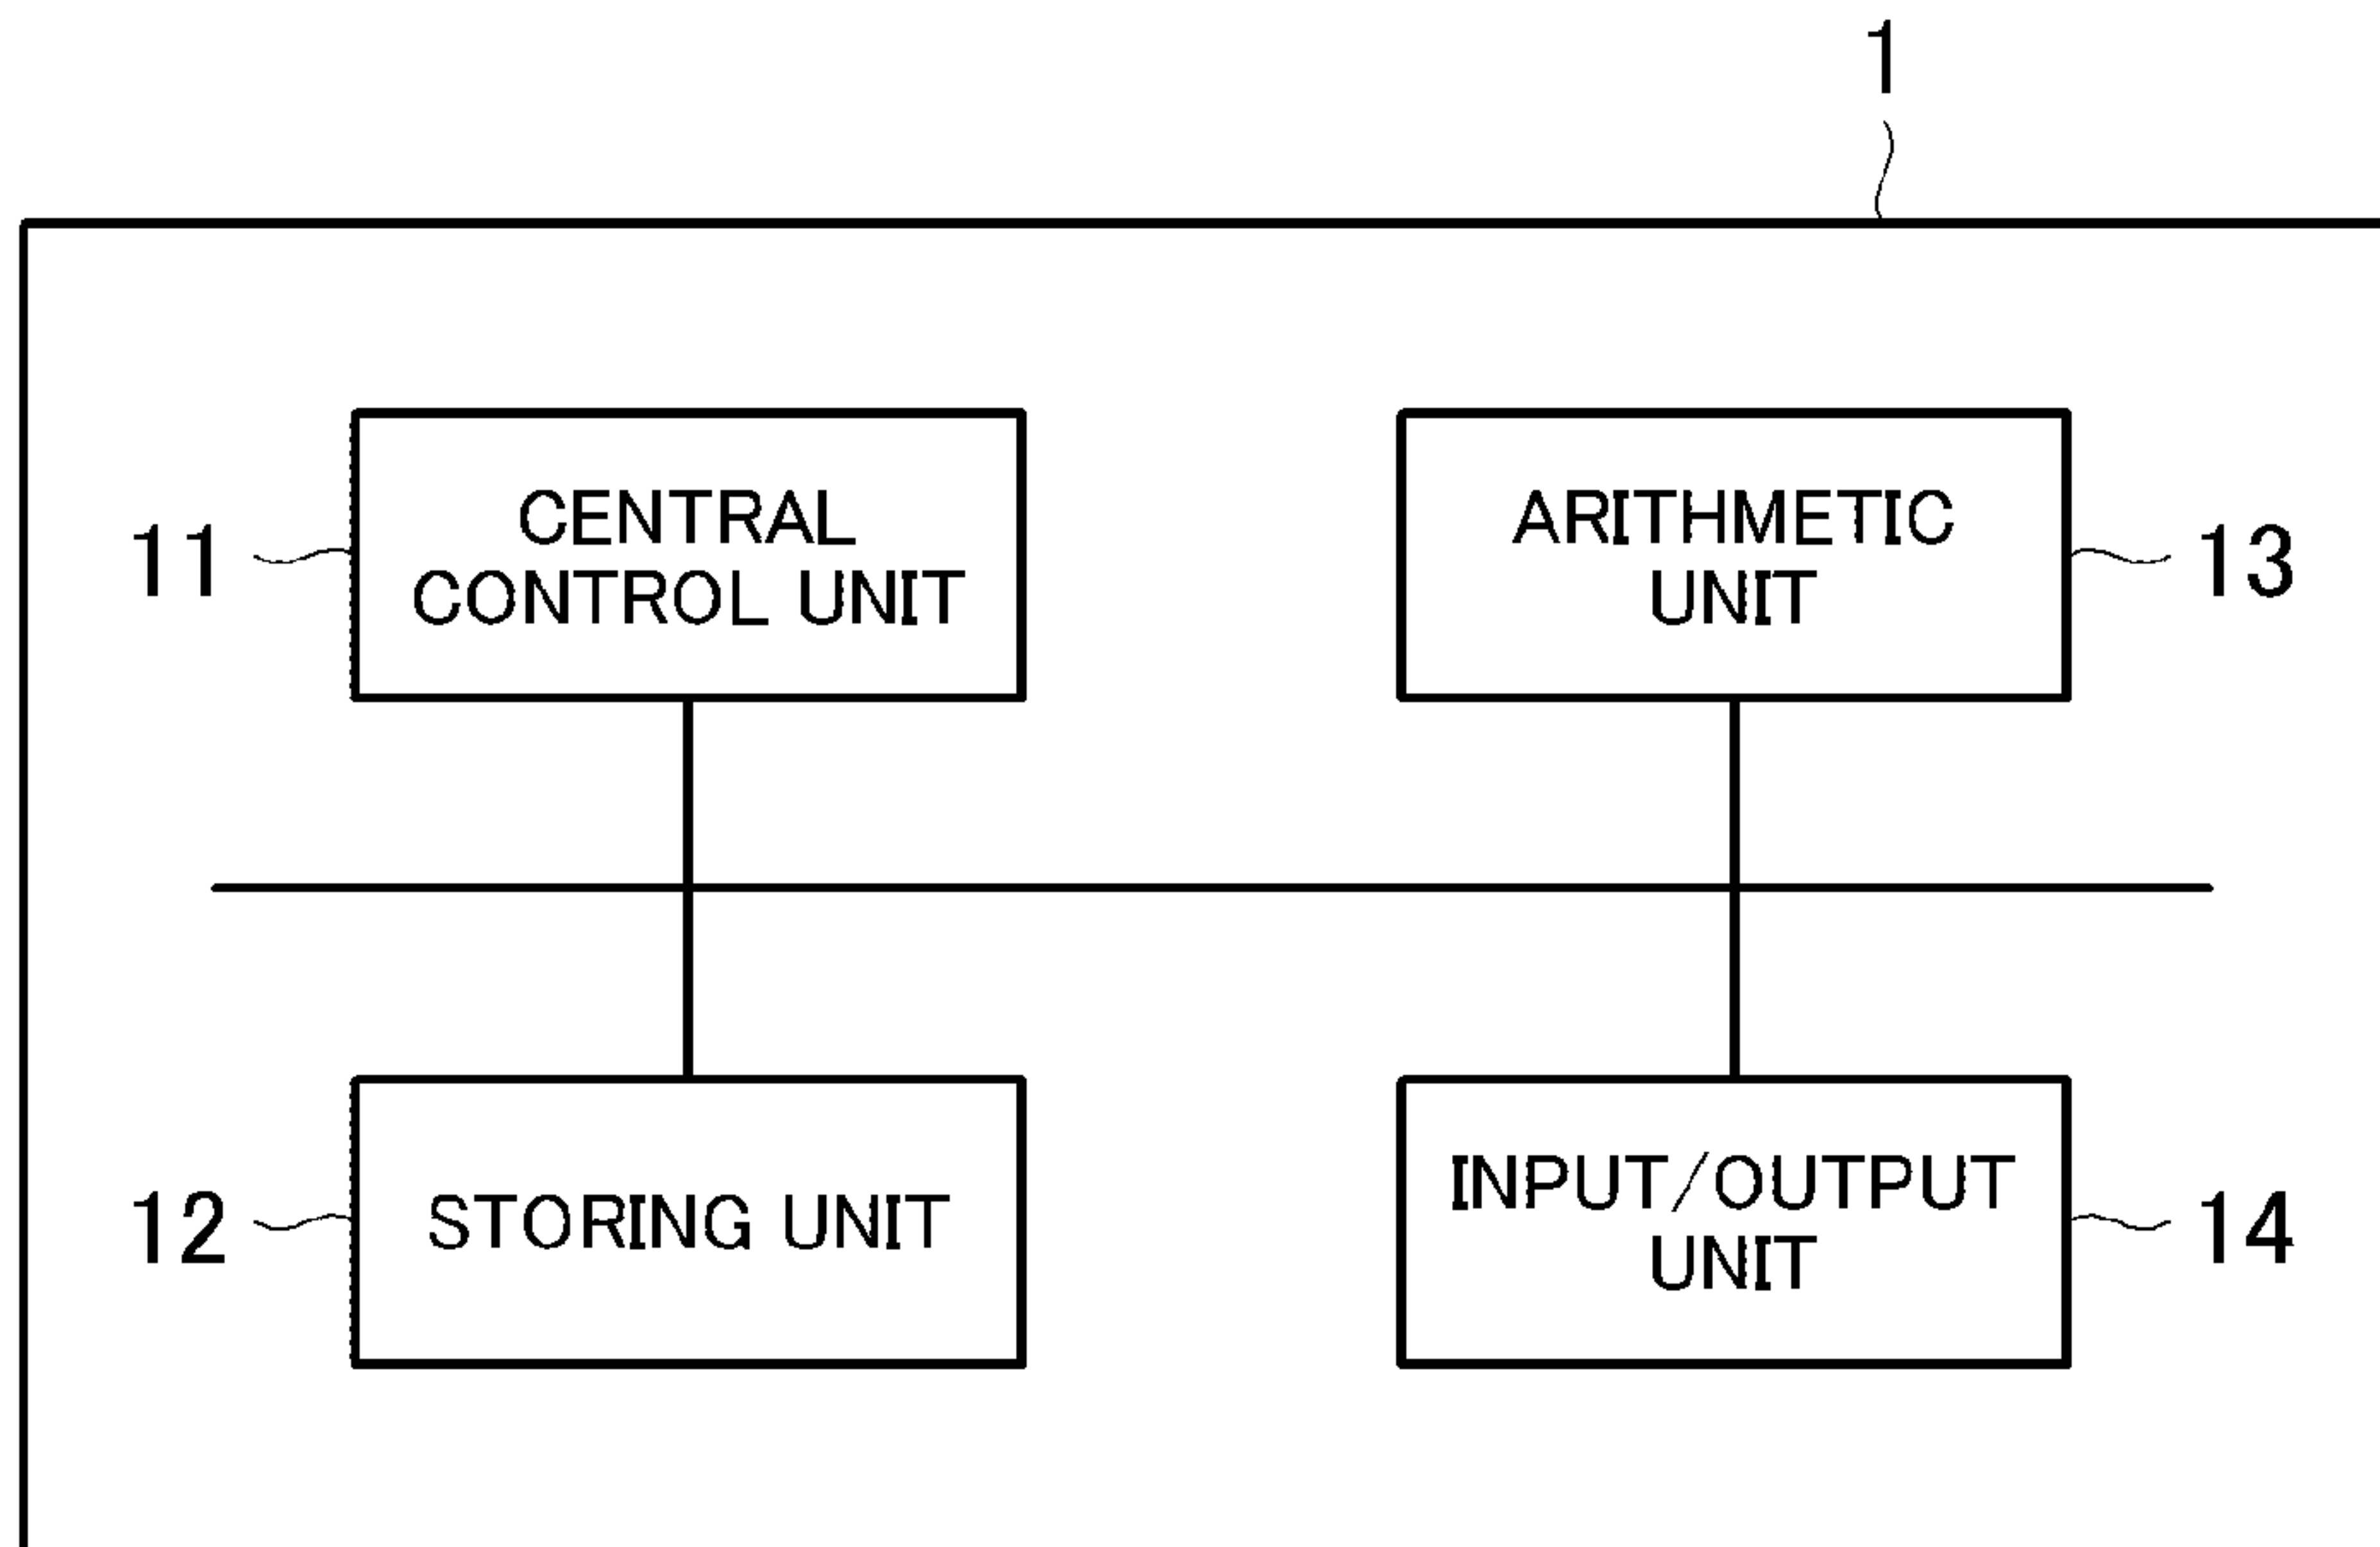 1
CENTRAL
CONTROL UNIT
11
ARITHMETIC
UNIT
13
STORING UNIT
12
INPUT/OUTPUT
UNIT
14